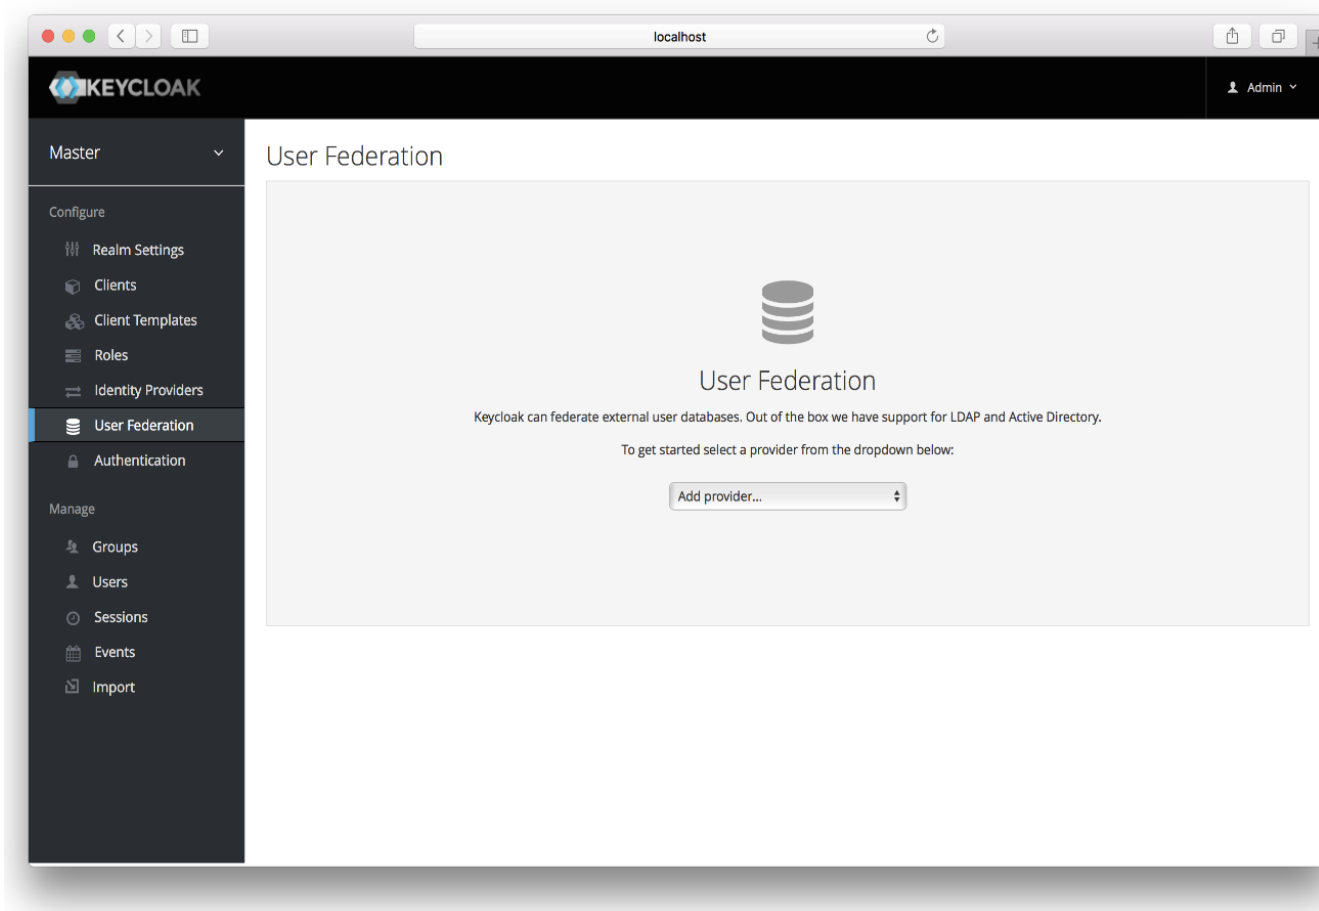 localhost
KEYCLOAK
Admin
Master
User Federation
Configure
Realm Settings
Clients
Client Templates
Roles
Identity Providers
User Federation
Authentication
Manage
Groups
Users
Sessions
Events
Import
User Federation
Keycloak can federate external user databases. Out of the box we have support for LDAP and Active Directory.
To get started select a provider from the dropdown below:
Add provider...